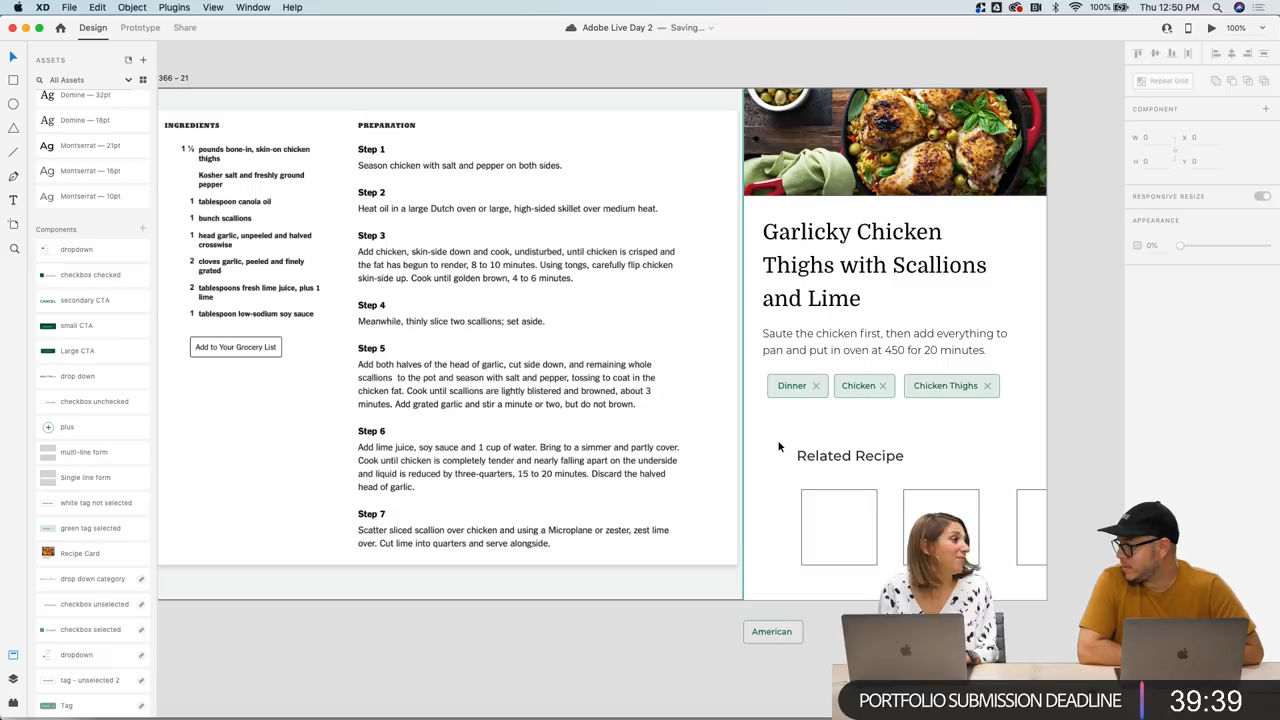 XD File Edit Object Plugins View Window Help
100% Thu 12:50 PM
Design Prototype Share
Adobe Live Day 2 — Saving...
100%
ASSETS
All Assets
Ag Domine — 32pt
Ag Domine — 18pt
Ag Montserrat — 21pt
Ag Montserrat — 16pt
Ag Montserrat — 10pt
Components
dropdown
checkbox checked
CANCEL secondary CTA
small CTA
Large CTA
drop down
checkbox unchecked
plus
multi-line form
Single line form
white tag not selected
green tag selected
Recipe Card
drop down category
checkbox unselected
checkbox selected
dropdown
tag - unselected 2
Tag
366 – 21
INGREDIENTS
1 ½ pounds bone-in, skin-on chicken
thighs
Kosher salt and freshly ground
pepper
1 tablespoon canola oil
1 bunch scallions
1 head garlic, unpeeled and halved
crosswise
2 cloves garlic, peeled and finely
grated
2 tablespoons fresh lime juice, plus 1
lime
1 tablespoon low-sodium soy sauce
Add to Your Grocery List
PREPARATION
Step 1
Season chicken with salt and pepper on both sides.
Step 2
Heat oil in a large Dutch oven or large, high-sided skillet over medium heat.
Step 3
Add chicken, skin-side down and cook, undisturbed, until chicken is crisped and
the fat has begun to render, 8 to 10 minutes. Using tongs, carefully flip chicken
skin-side up. Cook until golden brown, 4 to 6 minutes.
Step 4
Meanwhile, thinly slice two scallions; set aside.
Step 5
Add both halves of the head of garlic, cut side down, and remaining whole
scallions to the pot and season with salt and pepper, tossing to coat in the
chicken fat. Cook until scallions are lightly blistered and browned, about 3
minutes. Add grated garlic and stir a minute or two, but do not brown.
Step 6
Add lime juice, soy sauce and 1 cup of water. Bring to a simmer and partly cover.
Cook until chicken is completely tender and nearly falling apart on the underside
and liquid is reduced by three-quarters, 15 to 20 minutes. Discard the halved
head of garlic.
Step 7
Scatter sliced scallion over chicken and using a Microplane or zester, zest lime
over. Cut lime into quarters and serve alongside.
Garlicky Chicken
Thighs with Scallions
and Lime
Saute the chicken first, then add everything to
pan and put in oven at 450 for 20 minutes.
Dinner Chicken Chicken Thighs
Related Recipe
American
Repeat Grid
COMPONENT
W 0 X 0
H 0 Y 0
RESPONSIVE RESIZE
APPEARANCE
0%
PORTFOLIO SUBMISSION DEADLINE 39:39